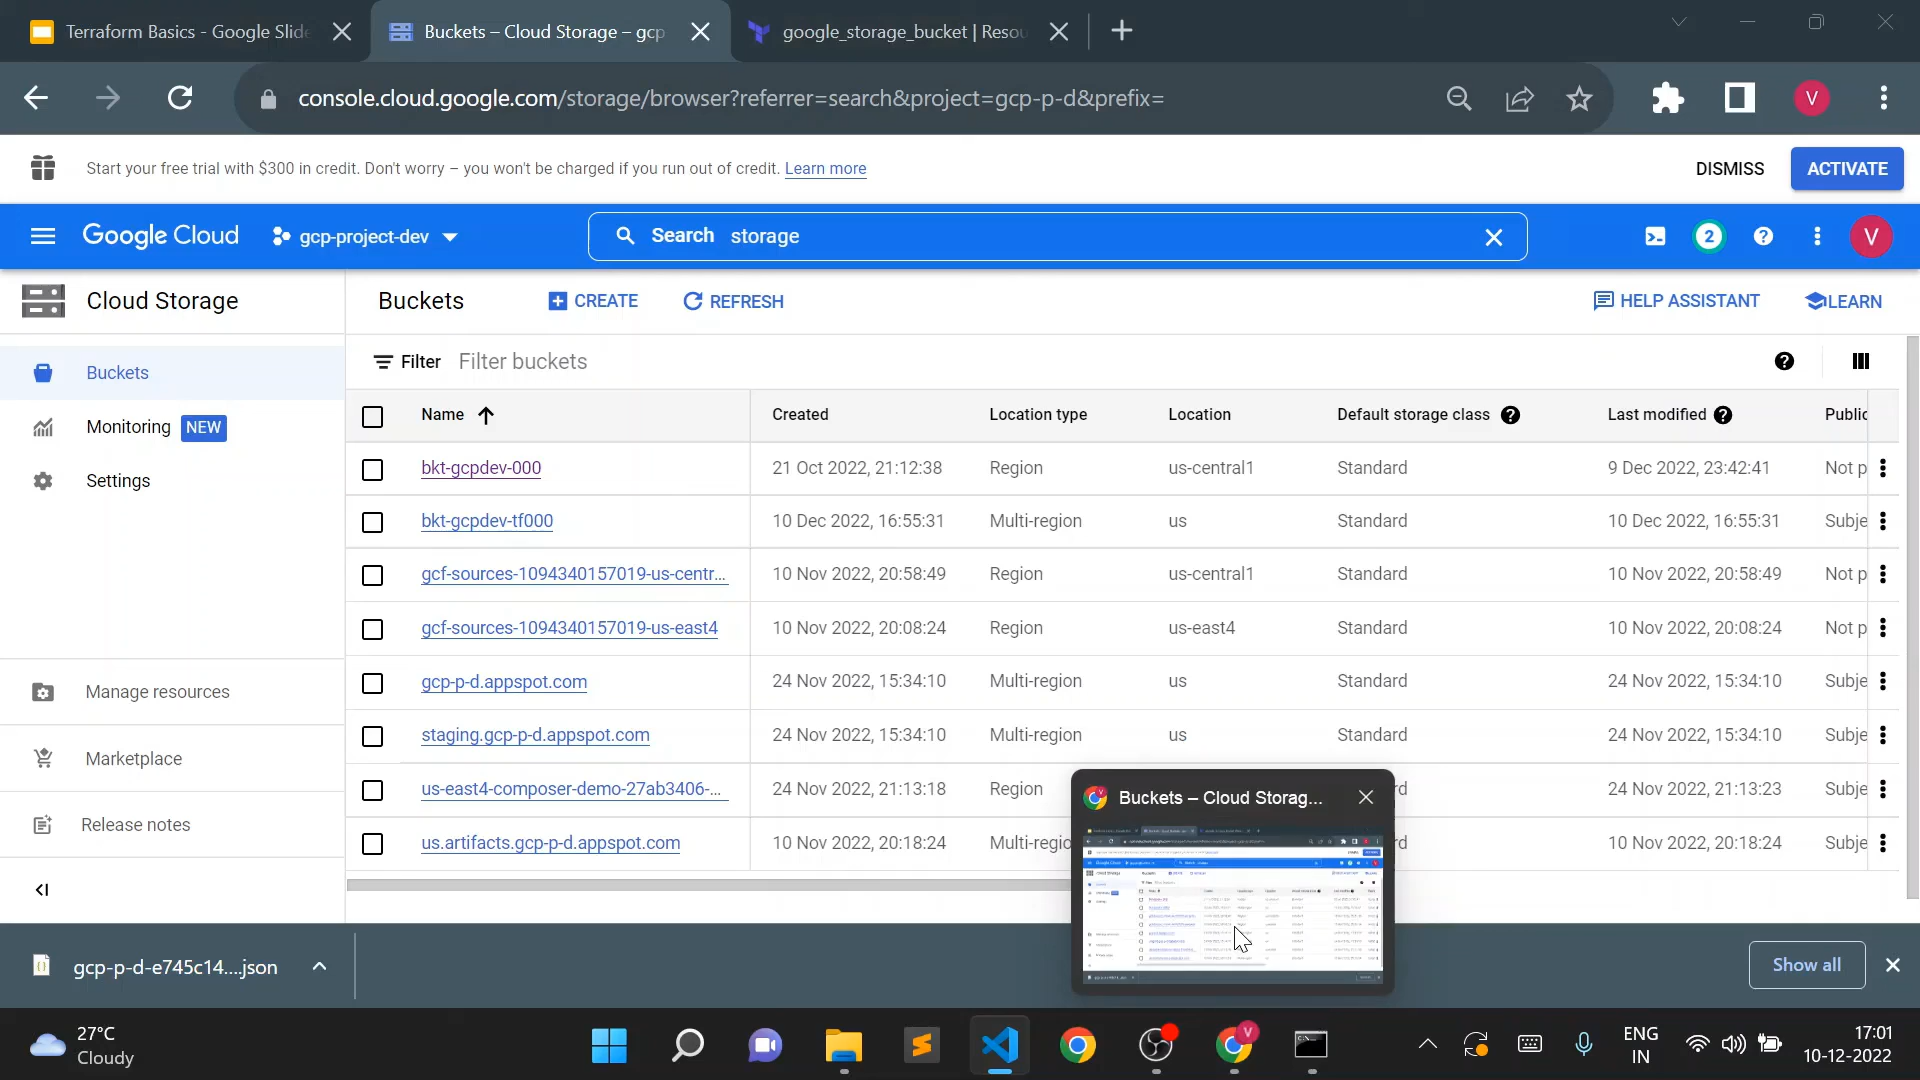 Terraform Basics - Google Slide
Buckets – Cloud Storage – gcp
google_storage_bucket | Resou
console.cloud.google.com/storage/browser?referrer=search&project=gcp-p-d&prefix=
V
Start your free trial with $300 in credit. Don't worry – you won't be charged if you run out of credit. Learn more
DISMISS
ACTIVATE
Google Cloud
gcp-project-dev
Search storage
2
V
Cloud Storage
Buckets
CREATE
REFRESH
HELP ASSISTANT
LEARN
Buckets
Monitoring NEW
Settings
Manage resources
Marketplace
Release notes
Filter Filter buckets
Name Created Location type Location Default storage class Last modified Public
bkt-gcpdev-000 21 Oct 2022, 21:12:38 Region us-central1 Standard 9 Dec 2022, 23:42:41 Not p
bkt-gcpdev-tf000 10 Dec 2022, 16:55:31 Multi-region us Standard 10 Dec 2022, 16:55:31 Subje
gcf-sources-1094340157019-us-centr... 10 Nov 2022, 20:58:49 Region us-central1 Standard 10 Nov 2022, 20:58:49 Not p
gcf-sources-1094340157019-us-east4 10 Nov 2022, 20:08:24 Region us-east4 Standard 10 Nov 2022, 20:08:24 Not p
gcp-p-d.appspot.com 24 Nov 2022, 15:34:10 Multi-region us Standard 24 Nov 2022, 15:34:10 Subje
staging.gcp-p-d.appspot.com 24 Nov 2022, 15:34:10 Multi-region us Standard 24 Nov 2022, 15:34:10 Subje
us-east4-composer-demo-27ab3406-... 24 Nov 2022, 21:13:18 Region rd 24 Nov 2022, 21:13:23 Subje
us.artifacts.gcp-p-d.appspot.com 10 Nov 2022, 20:18:24 Multi-regio rd 10 Nov 2022, 20:18:24 Subje
Buckets – Cloud Storag...
gcp-p-d-e745c14....json
Show all
27°C
Cloudy
V
ENG
IN
17:01
10-12-2022